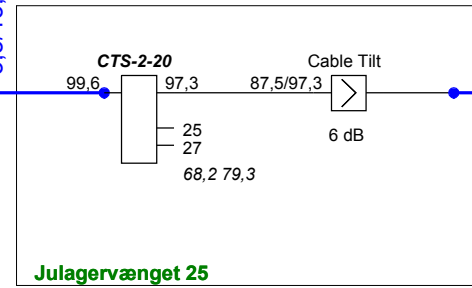 CTS-2-20
Cable Tilt
99,6
97,3
87,5/97,3
25
6 dB
27
68,2 79,3
Julagervænget 25